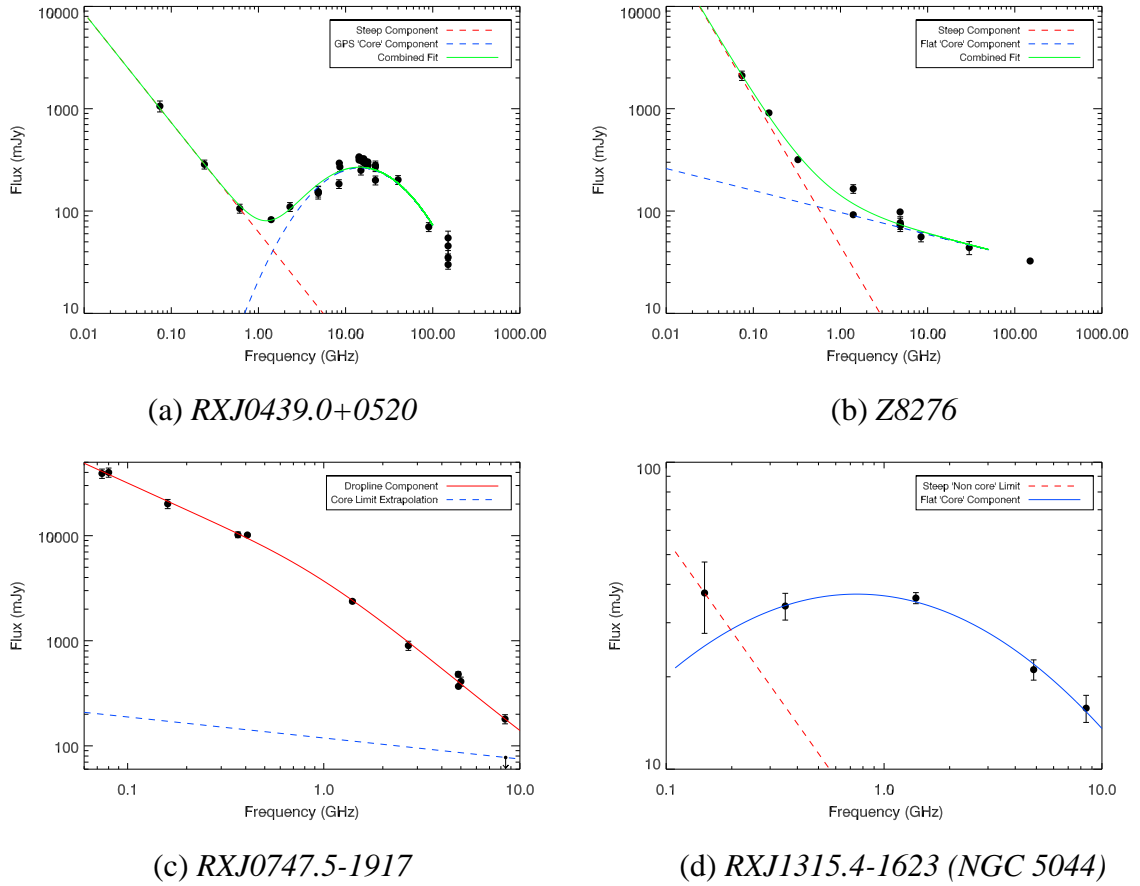 10000
1000
100
10
Flux (mJy)
Steep Component
GPS 'Core' Component
Combined Fit
0.01 0.10 1.00 10.00 100.00 1000.00
Frequency (GHz)
(a) RXJ0439.0+0520
10000
1000
100
10
Flux (mJy)
Steep Component
Flat 'Core' Component
Combined Fit
0.01 0.10 1.00 10.00 100.00 1000.00
Frequency (GHz)
(b) Z8276
10000
1000
100
Flux (mJy)
Dropline Component
Core Limit Extrapolation
0.1 1.0 10.0
Frequency (GHz)
(c) RXJ0747.5-1917
100
10
Flux (mJy)
Steep 'Non core' Limit
Flat 'Core' Component
0.1 1.0 10.0
Frequency (GHz)
(d) RXJ1315.4-1623 (NGC 5044)